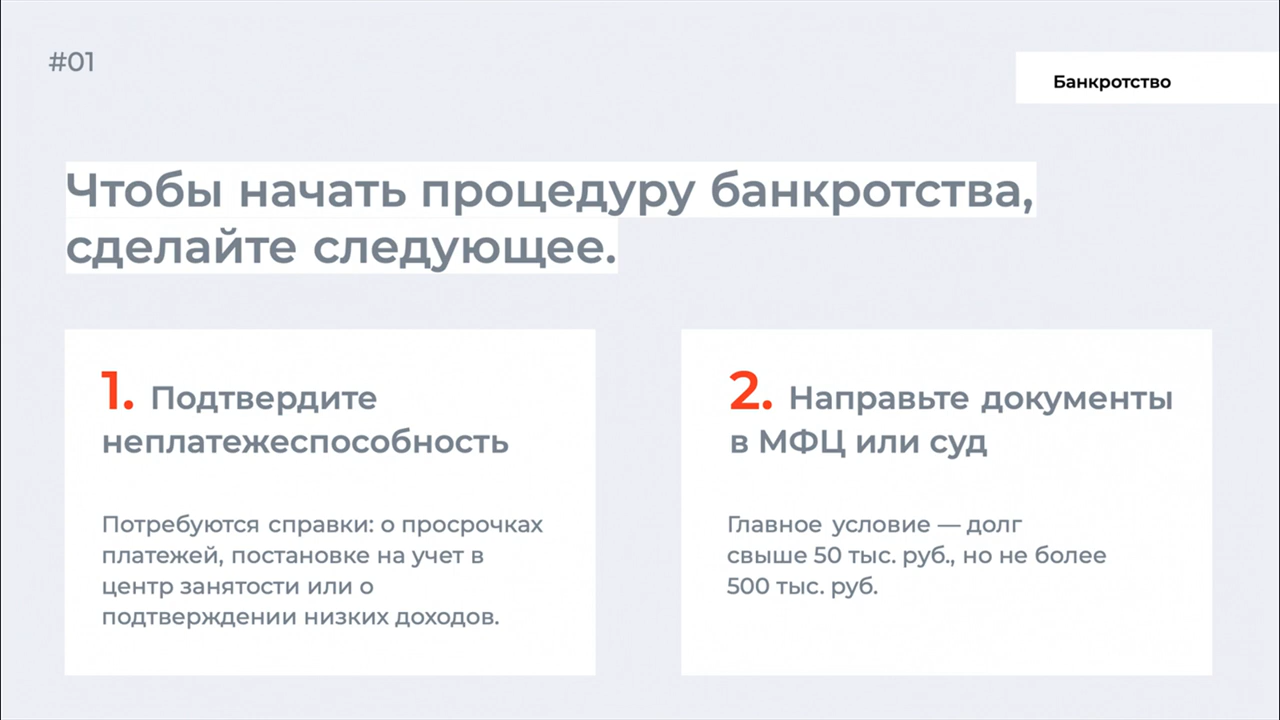 #01
Банкротство
Чтобы начать процедуру банкротства,
сделайте следующее.
1. Подтвердите
неплатежеспособность
Потребуются справки: о просрочках
платежей, постановке на учет в
центр занятости или о
подтверждении низких доходов.
2. Направьте документы
в МФЦ или суд
Главное условие — долг
свыше 50 тыс. руб., но не более
500 тыс. руб.